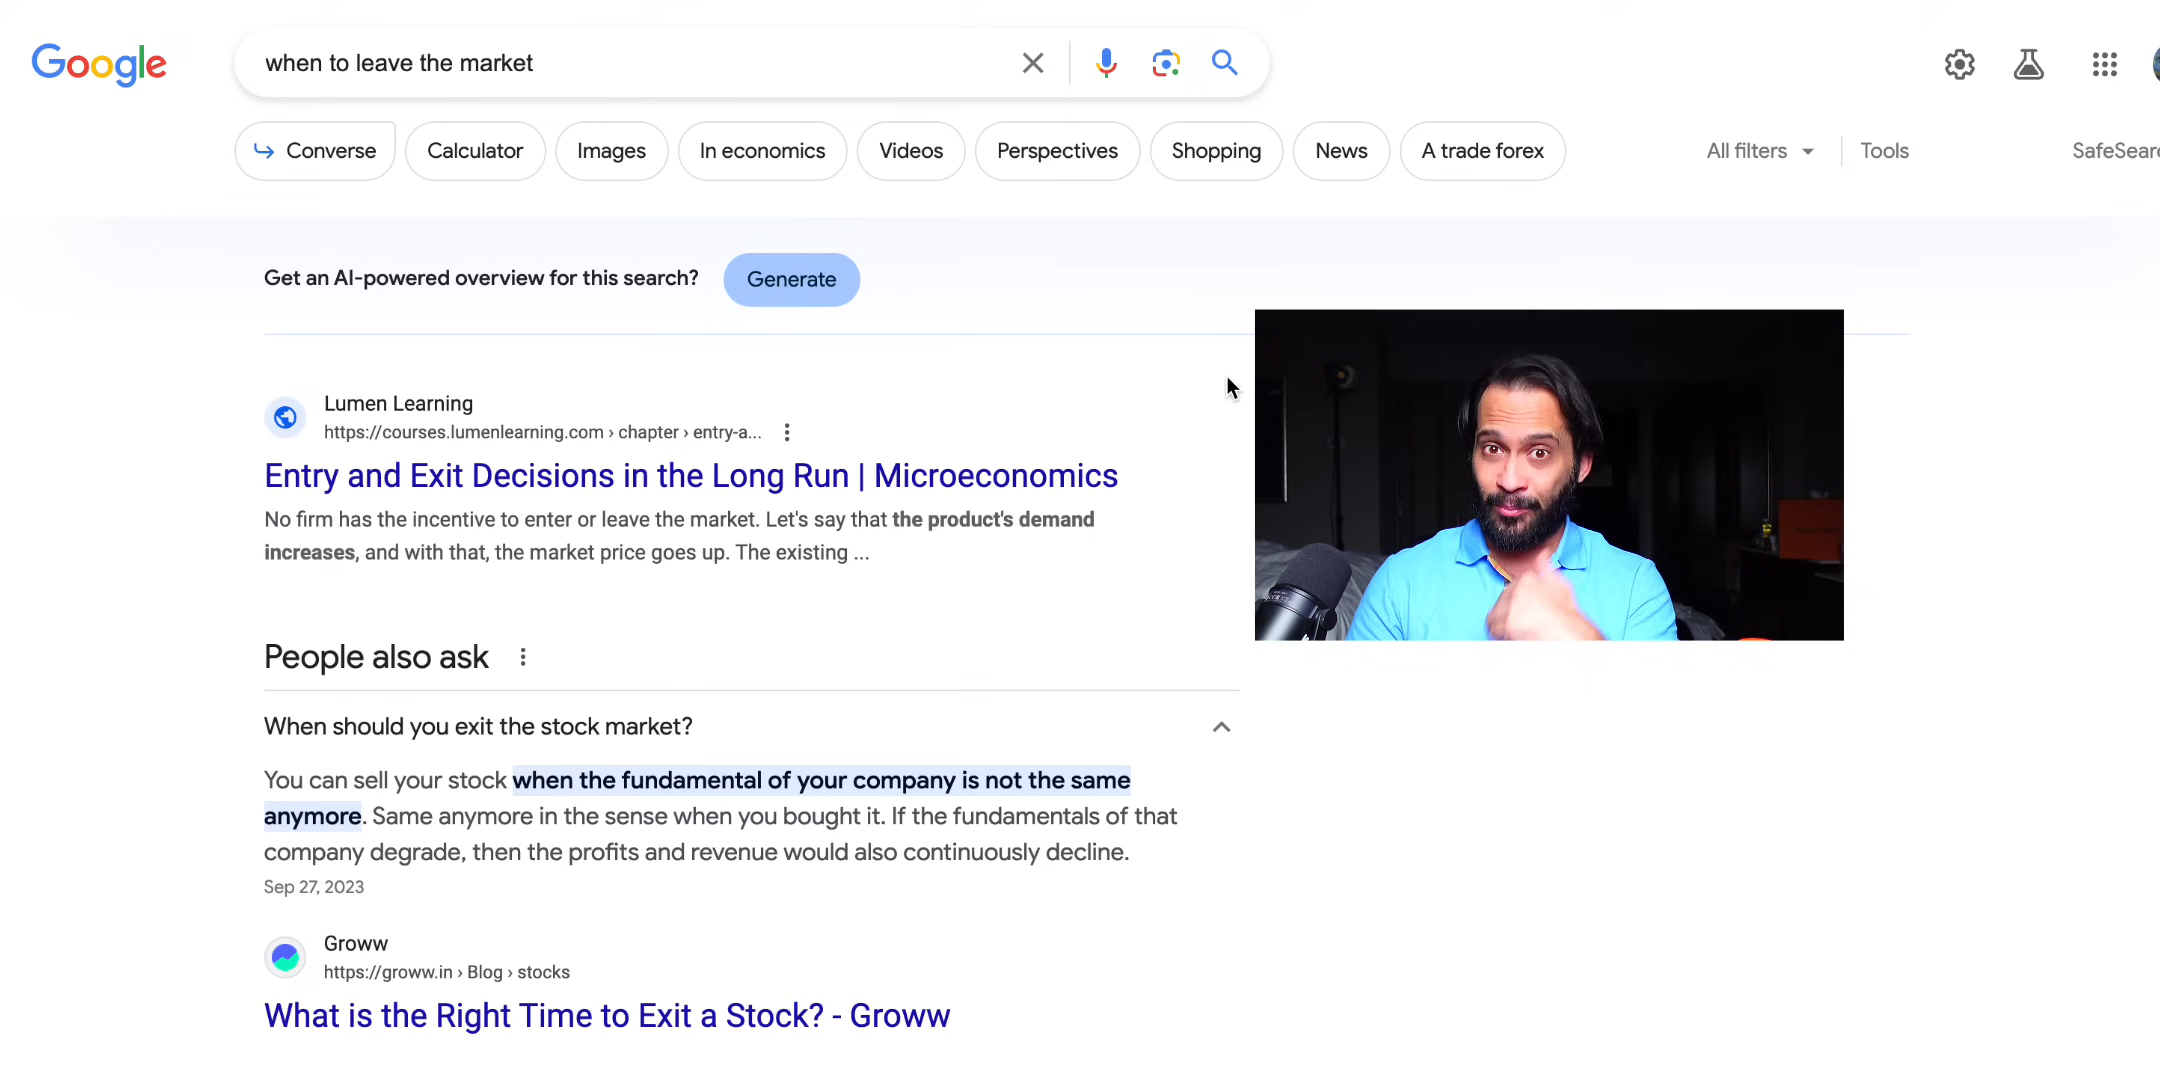 Google
when to leave the market
Converse
Calculator
Images
In economics
Videos
Perspectives
Shopping
News
A trade forex
All filters
Tools
Get an AI-powered overview for this search?
Generate
Lumen Learning
https://courses.lumenlearning.com › chapter › entry-a...
Entry and Exit Decisions in the Long Run | Microeconomics
No firm has the incentive to enter or leave the market. Let's say that the product's demand
increases, and with that, the market price goes up. The existing ...
People also ask
When should you exit the stock market?
You can sell your stock when the fundamental of your company is not the same
anymore. Same anymore in the sense when you bought it. If the fundamentals of that
company degrade, then the profits and revenue would also continuously decline.
Sep 27, 2023
Groww
https://groww.in › Blog › stocks
What is the Right Time to Exit a Stock? - Groww